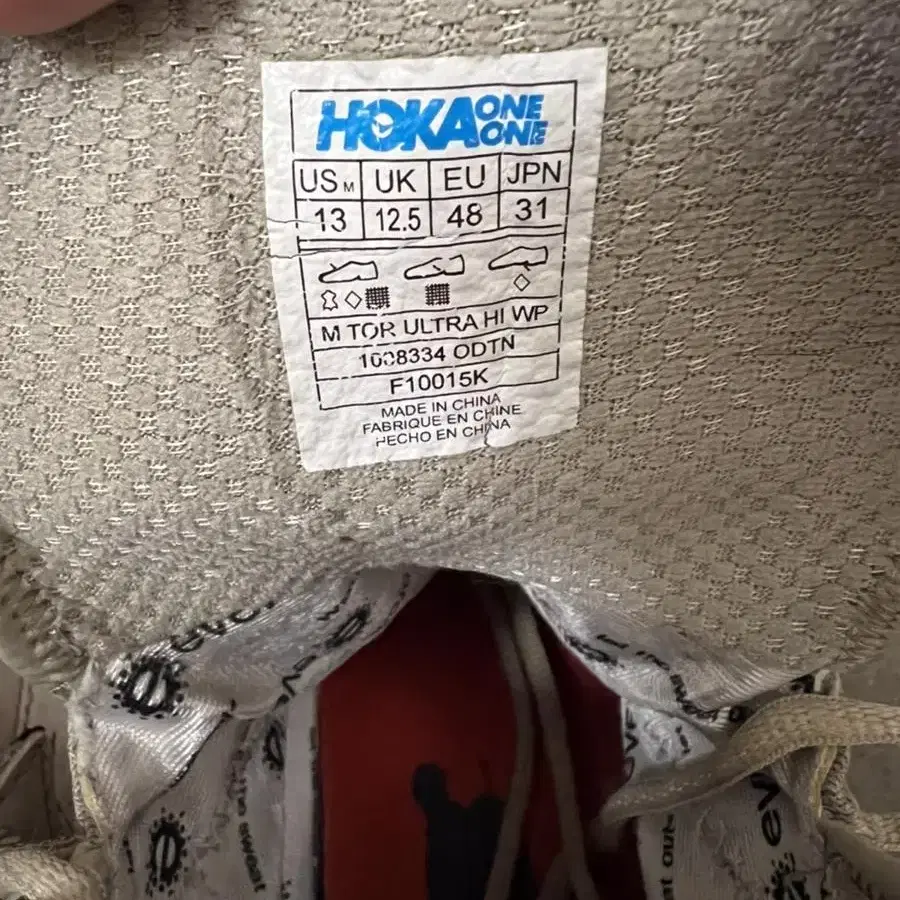 HOKA ONE ONE
US M UK EU JPN
13 12.5 48 31
M TOR ULTRA HI WP
1008334 ODTN
F10015K
MADE IN CHINA
FABRIQUE EN CHINE
HECHO EN CHINA